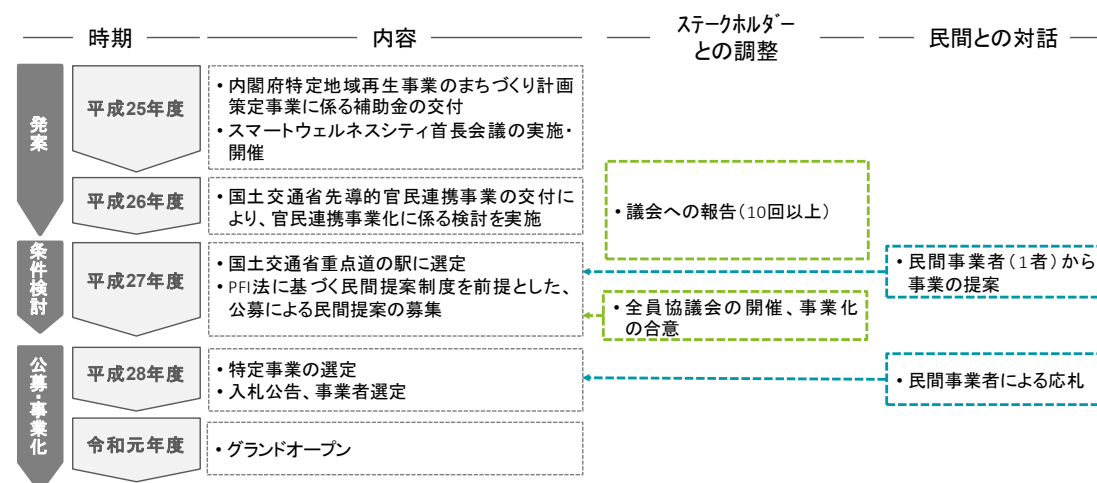 時期
内容
ステークホルダー
との調整
民間との対話
発案
平成25年度
・内閣府特定地域再生事業のまちづくり計画
策定事業に係る補助金の交付
・スマートウェルネスシティ首長会議の実施・
開催
平成26年度
・国土交通省先導的官民連携事業の交付に
より、官民連携事業化に係る検討を実施
・議会への報告（10回以上）
条件検討
平成27年度
・国土交通省重点道の駅に選定
・PFI法に基づく民間提案制度を前提とした、
公募による民間提案の募集
・全員協議会の開催、事業化
の合意
・民間事業者（1者）から
事業の提案
公募・事業化
平成28年度
・特定事業の選定
・入札公告、事業者選定
・民間事業者による応札
令和元年度
・グランドオープン